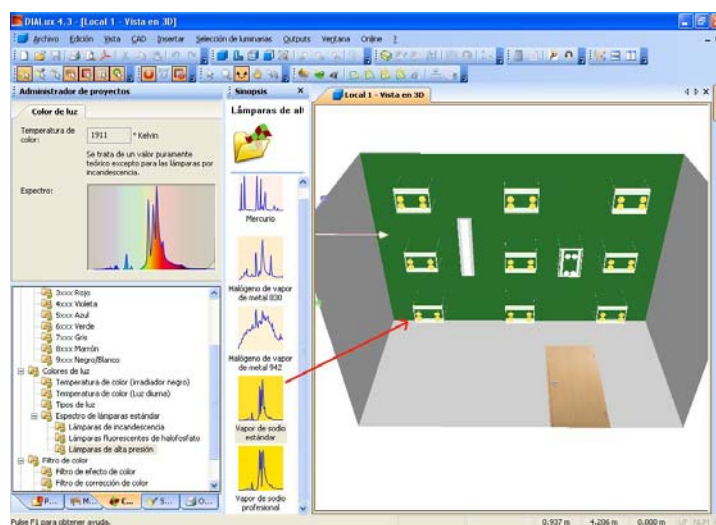 DIALux 4.3 - [Local 1 - Vista en 3D]
Archivo Edición Vista CAD Insertar Selección de luminarias Outputs Ventana Online ?
Administrador de proyectos
Color de luz
Temperatura de color: 1911 ° Kelvin
Se trata de un valor puramente
teórico excepto para las lámparas por
incandescencia.
Espectro:
3xxx Rojo
4xxx Violeta
5xxx Azul
6xxx Verde
7xxx Gris
8xxx Marrón
9xxx Negro/Blanco
Colores de luz
Temperatura de color (irradiador negro)
Temperatura de color (Luz diurna)
Tipos de luz
Espectro de lámparas estándar
Lámparas de incandescencia
Lámparas fluorescentes de halofosfato
Lámparas de alta presión
Filtro de color
Filtro de efecto de color
Filtro de corrección de color
P... M... C... S... O...
Sinopsis X
Lámparas de alt
Mercurio
Halógeno de vapor
de metal 830
Halógeno de vapor
de metal 942
Vapor de sodio
estándar
Vapor de sodio
profesional
Local 1 - Vista en 3D
Pulse F1 para obtener ayuda.
0.937 m 4.206 m 0.000 m UF NUM